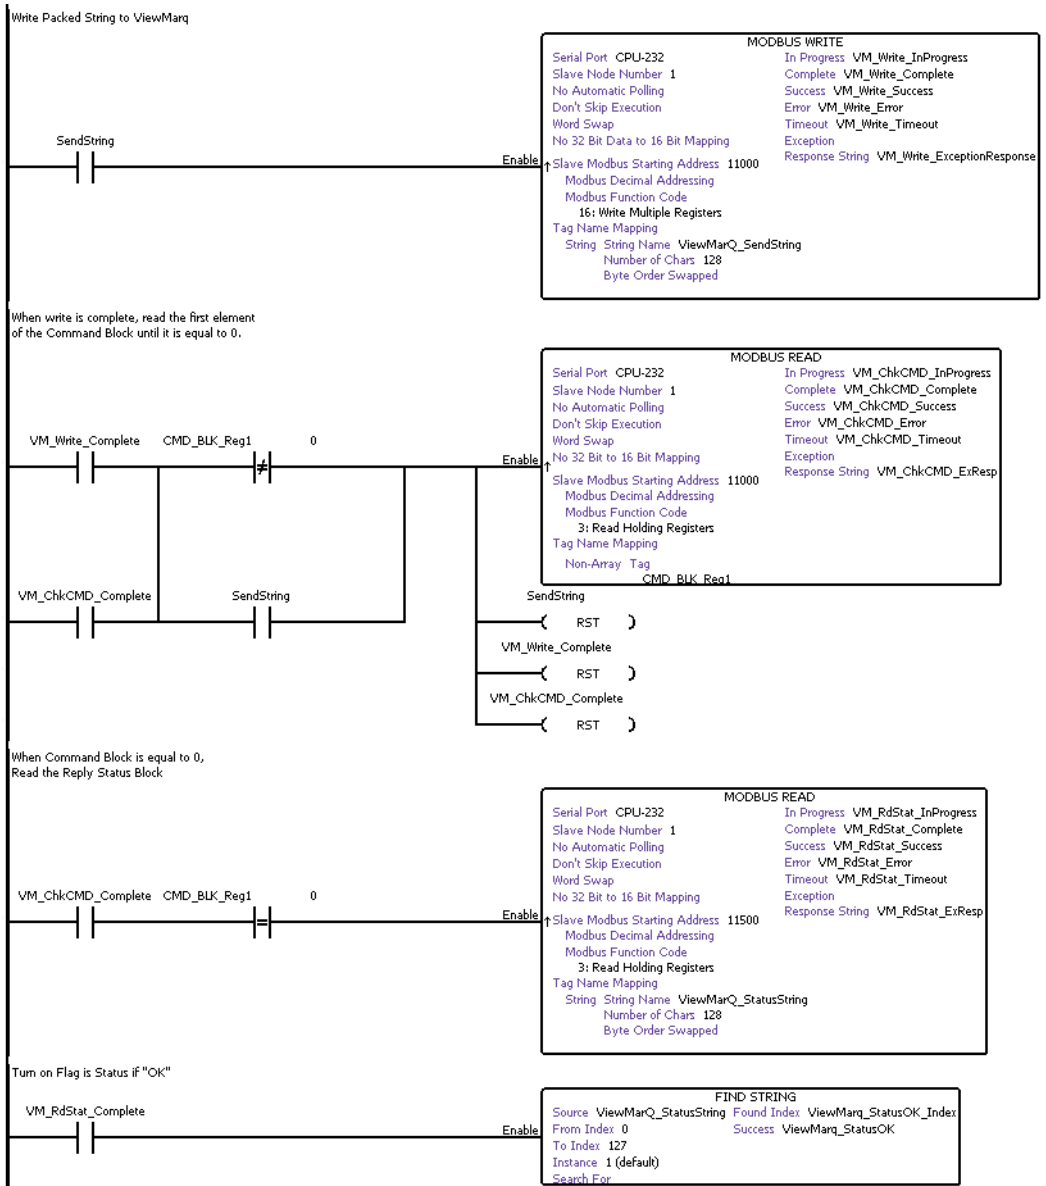 Write Packed String to ViewMarq
MODBUS WRITE
Serial Port CPU-232 In Progress VM_Write_InProgress
Slave Node Number 1 Complete VM_Write_Complete
No Automatic Polling Success VM_Write_Success
Don't Skip Execution Error VM_Write_Error
Word Swap Timeout VM_Write_Timeout
No 32 Bit Data to 16 Bit Mapping Exception
Response String VM_Write_ExceptionResponse
SendString
Enable
Slave Modbus Starting Address 11000
Modbus Decimal Addressing
Modbus Function Code
16: Write Multiple Registers
Tag Name Mapping
String String Name ViewMarQ_SendString
Number of Chars 128
Byte Order Swapped
When write is complete, read the first element
of the Command Block until it is equal to 0.
MODBUS READ
Serial Port CPU-232 In Progress VM_ChkCMD_InProgress
Slave Node Number 1 Complete VM_ChkCMD_Complete
No Automatic Polling Success VM_ChkCMD_Success
Don't Skip Execution Error VM_ChkCMD_Error
Word Swap Timeout VM_ChkCMD_Timeout
No 32 Bit to 16 Bit Mapping Exception
Response String VM_ChkCMD_ExResp
VM_Write_Complete CMD_BLK_Reg1 0
≠
Enable
Slave Modbus Starting Address 11000
Modbus Decimal Addressing
Modbus Function Code
3: Read Holding Registers
Tag Name Mapping
Non-Array Tag
CMD_BLK_Reg1
VM_ChkCMD_Complete SendString
SendString
RST
VM_Write_Complete
RST
VM_ChkCMD_Complete
RST
When Command Block is equal to 0,
Read the Reply Status Block
MODBUS READ
Serial Port CPU-232 In Progress VM_RdStat_InProgress
Slave Node Number 1 Complete VM_RdStat_Complete
No Automatic Polling Success VM_RdStat_Success
Don't Skip Execution Error VM_RdStat_Error
Word Swap Timeout VM_RdStat_Timeout
No 32 Bit to 16 Bit Mapping Exception
Response String VM_RdStat_ExResp
VM_ChkCMD_Complete CMD_BLK_Reg1 0
=
Enable
Slave Modbus Starting Address 11500
Modbus Decimal Addressing
Modbus Function Code
3: Read Holding Registers
Tag Name Mapping
String String Name ViewMarQ_StatusString
Number of Chars 128
Byte Order Swapped
Turn on Flag is Status if "OK"
FIND STRING
VM_RdStat_Complete
Enable
Source ViewMarQ_StatusString Found Index ViewMarq_StatusOK_Index
From Index 0 Success ViewMarq_StatusOK
To Index 127
Instance 1 (default)
Search For